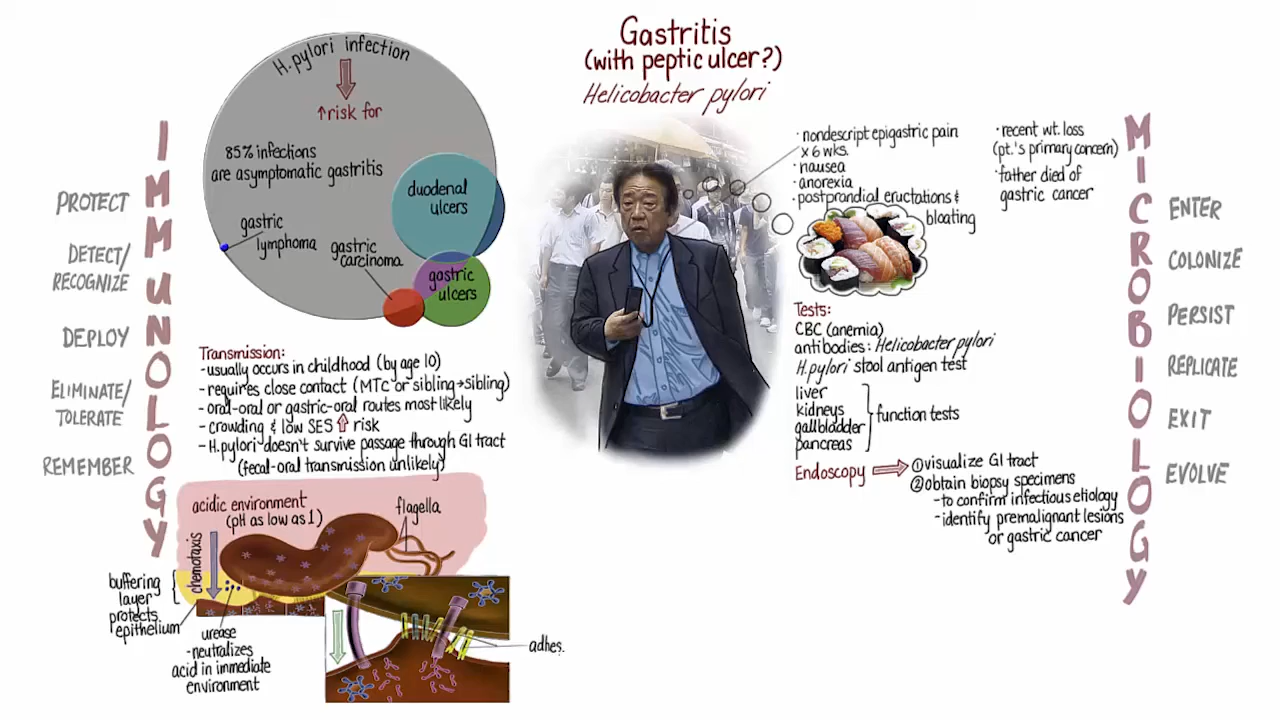 Gastritis
(with peptic ulcer?)
Helicobacter pylori
IMMUNOLOGY
PROTECT
DETECT/
RECOGNIZE
DEPLOY
ELIMINATE/
TOLERATE
REMEMBER
H.pylori infection
↑risk for
85% infections
are asymptomatic gastritis
duodenal
ulcers
gastric
lymphoma
gastric
carcinoma
gastric
ulcers
Transmission:
-usually occurs in childhood (by age 10)
-requires close contact (MTC or sibling→sibling)
-oral-oral or gastric-oral routes most likely
-crowding & low SES ⇧ risk
-H.pylori doesn't survive passage through GI tract
(fecal-oral transmission unlikely)
acidic environment
(pH as low as 1)
flagella
chemotaxis
buffering
layer
protects
epithelium
urease
-neutralizes
acid in immediate
environment
adhes.
· nondescript epigastric pain
x 6 wks.
· nausea
· anorexia
· postprandial eructations &
bloating
· recent wt. loss
(pt.'s primary concern)
· father died of
gastric cancer
Tests:
CBC (anemia)
antibodies: Helicobacter pylori
H.pylori stool antigen test
liver
kidneys
gallbladder
pancreas
function tests
Endoscopy ⇒ ① visualize GI tract
② obtain biopsy specimens
-to confirm infectious etiology
-identify premalignant lesions
or gastric cancer
MICROBIOLOGY
ENTER
COLONIZE
PERSIST
REPLICATE
EXIT
EVOLVE